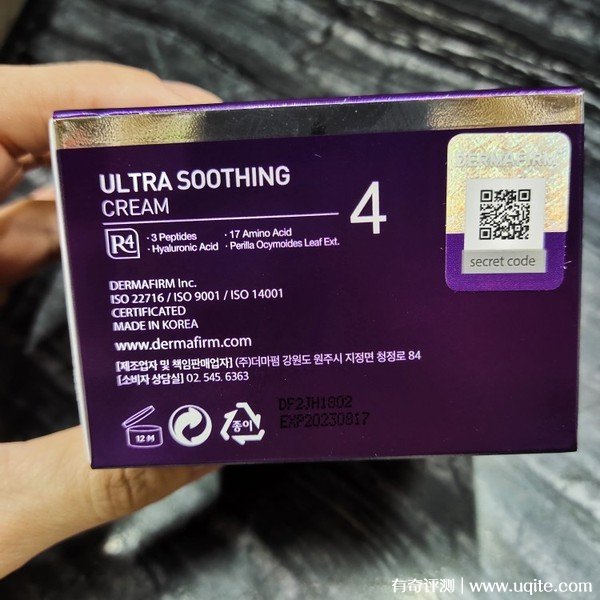 DERMAFIRM
ULTRA SOOTHING
CREAM
4
R4
· 3 Peptides · 17 Amino Acid
· Hyaluronic Acid · Perilla Ocymoides Leaf Ext.
secret code
DERMAFIRM Inc.
ISO 22716 / ISO 9001 / ISO 14001
CERTIFICATED
MADE IN KOREA
www.dermafirm.com
[제조업자 및 책임판매업자] (주)더마펌 강원도 원주시 지정면 청정로 84
[소비자 상담실] 02. 545. 6363
12 M
종이
DF2JH1802
EXP20230817
有奇评测 | www.uqite.com